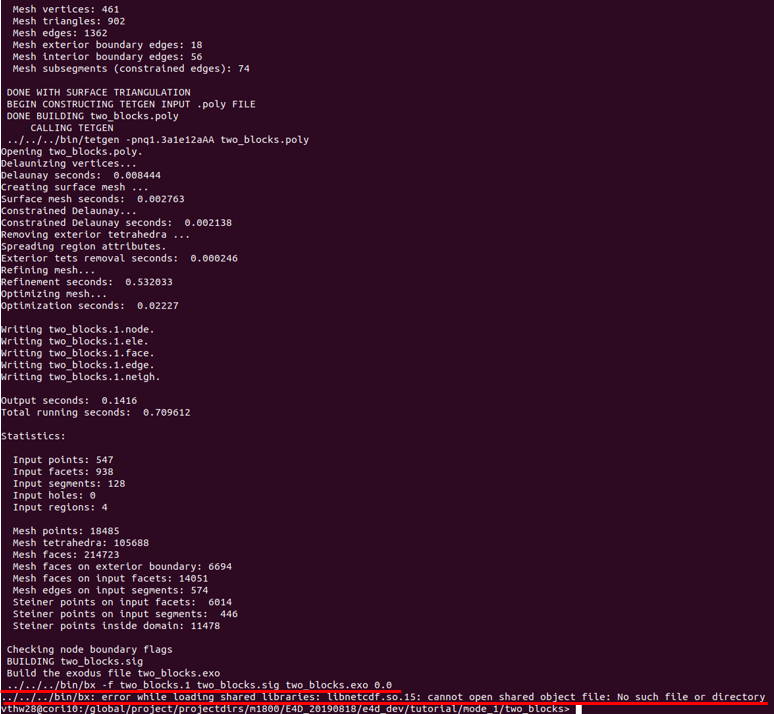 Mesh vertices: 461
Mesh triangles: 902
Mesh edges: 1362
Mesh exterior boundary edges: 18
Mesh interior boundary edges: 56
Mesh subsegments (constrained edges): 74
DONE WITH SURFACE TRIANGULATION
BEGIN CONSTRUCTING TETGEN INPUT .poly FILE
DONE BUILDING two_blocks.poly
CALLING TETGEN
../../../bin/tetgen -pnq1.3a1e12aAA two_blocks.poly
Opening two_blocks.poly.
Delaunizing vertices...
Delaunay seconds:  0.008444
Creating surface mesh ...
Surface mesh seconds:  0.002763
Constrained Delaunay...
Constrained Delaunay seconds:  0.002138
Removing exterior tetrahedra ...
Spreading region attributes.
Exterior tets removal seconds:  0.000246
Refining mesh...
Refinement seconds:  0.532033
Optimizing mesh...
Optimization seconds:  0.02227
Writing two_blocks.1.node.
Writing two_blocks.1.ele.
Writing two_blocks.1.face.
Writing two_blocks.1.edge.
Writing two_blocks.1.neigh.
Output seconds:  0.1416
Total running seconds:  0.709612
Statistics:
Input points: 547
Input facets: 938
Input segments: 128
Input holes: 0
Input regions: 4
Mesh points: 18485
Mesh tetrahedra: 105688
Mesh faces: 214723
Mesh faces on exterior boundary: 6694
Mesh faces on input facets: 14051
Mesh edges on input segments: 574
Steiner points on input facets:  6014
Steiner points on input segments:  446
Steiner points inside domain: 11478
Checking node boundary flags
BUILDING two_blocks.sig
Build the exodus file two_blocks.exo
../../../bin/bx -f two_blocks.1 two_blocks.sig two_blocks.exo 0.0
../../../bin/bx: error while loading shared libraries: libnetcdf.so.15: cannot open shared object file: No such file or directory
vthw28@cori10:/global/project/projectdirs/m1800/E4D_20190818/e4d_dev/tutorial/mode_1/two_blocks>